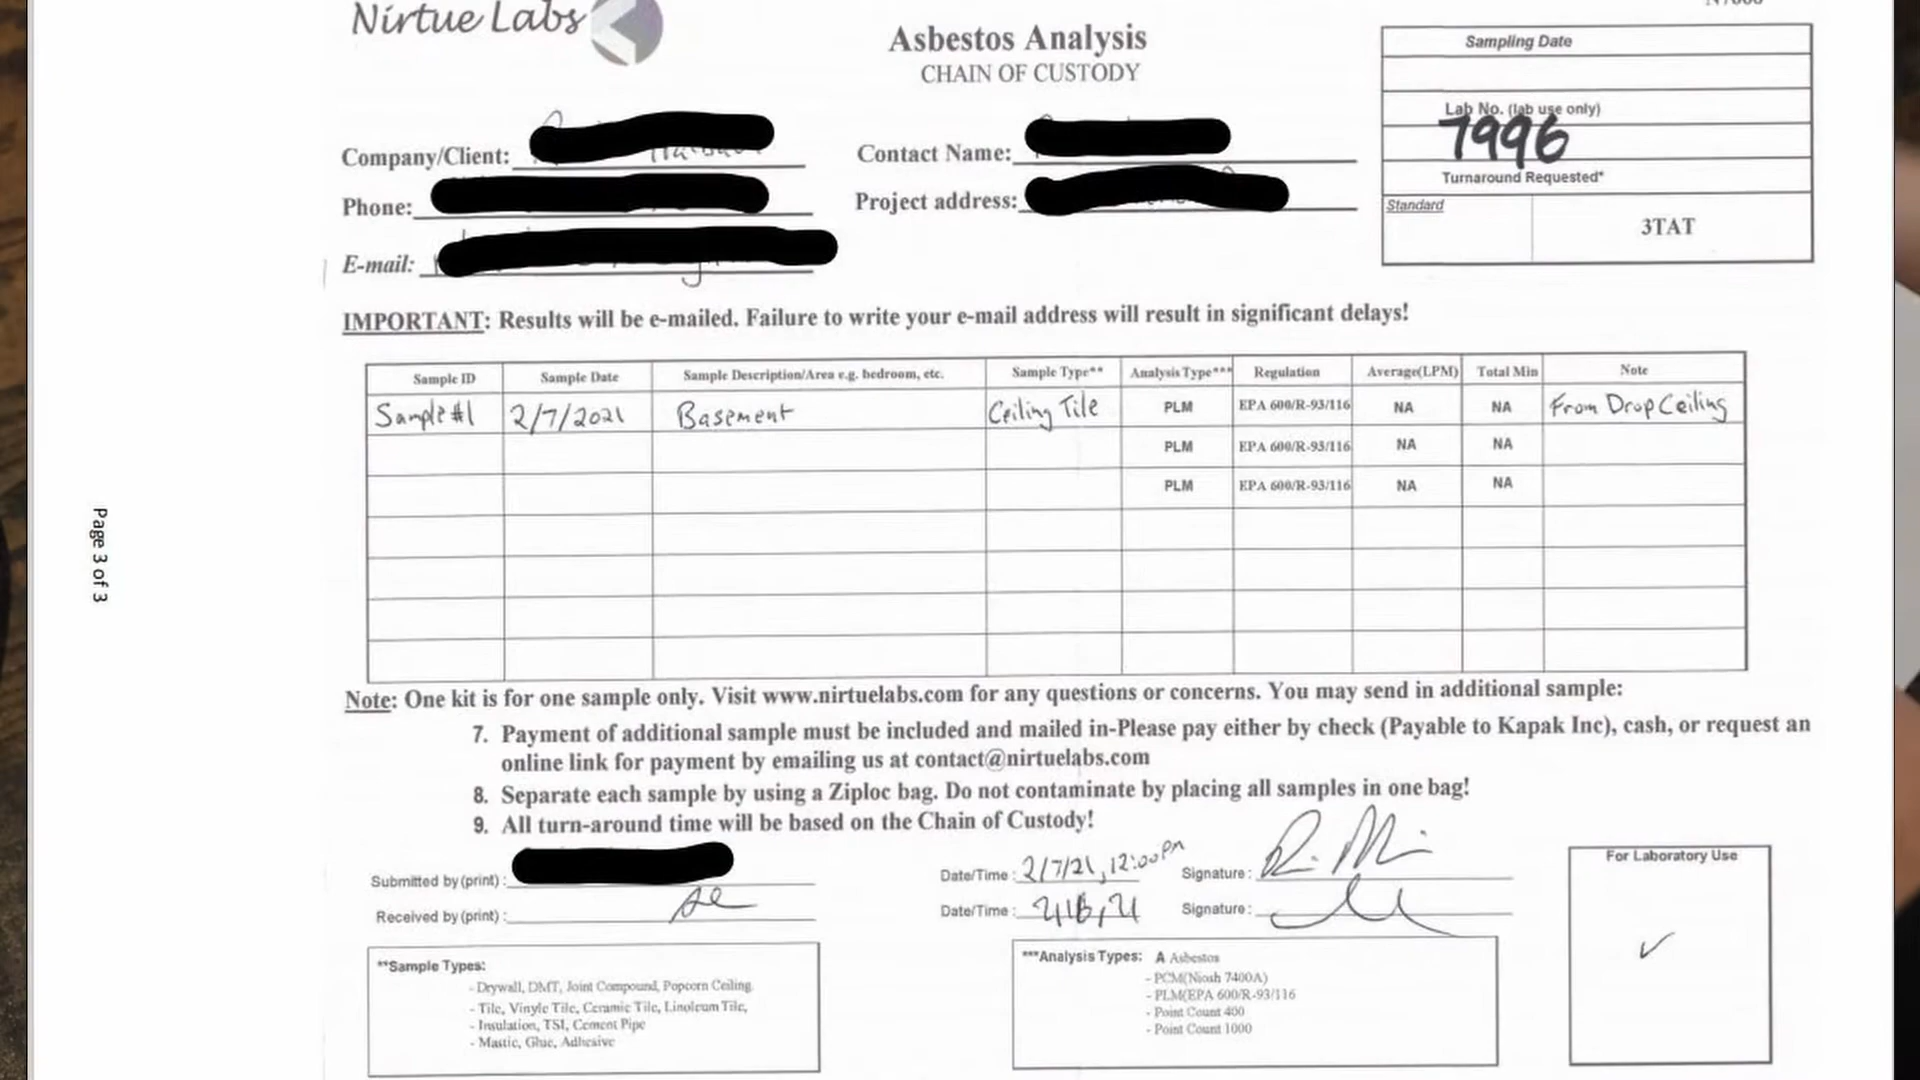 Nirtue Labs
Asbestos Analysis
CHAIN OF CUSTODY
Sampling Date
Lab No. (lab use only)
7996
Turnaround Requested*
Standard
3TAT
Company/Client:
Contact Name:
Phone:
Project address:
E-mail:
IMPORTANT: Results will be e-mailed. Failure to write your e-mail address will result in significant delays!
Sample ID Sample Date Sample Description/Area e.g. bedroom, etc. Sample Type** Analysis Type*** Regulation Average(LPM) Total Min Note
Sample #1 2/7/2021 Basement Ceiling Tile PLM EPA 600/R-93/116 NA NA From Drop Ceiling
PLM EPA 600/R-93/116 NA NA
PLM EPA 600/R-93/116 NA NA
Page 3 of 3
Note: One kit is for one sample only. Visit www.nirtuelabs.com for any questions or concerns. You may send in additional sample:
7. Payment of additional sample must be included and mailed in-Please pay either by check (Payable to Kapak Inc), cash, or request an
online link for payment by emailing us at contact@nirtuelabs.com
8. Separate each sample by using a Ziploc bag. Do not contaminate by placing all samples in one bag!
9. All turn-around time will be based on the Chain of Custody!
Submitted by (print) : Date/Time : 2/7/21, 12:00 pm Signature :
Received by (print) : Date/Time : Signature :
For Laboratory Use
**Sample Types:
- Drywall, DMT, Joint Compound, Popcorn Ceiling
- Tile, Vinyle Tile, Ceramic Tile, Linoleum Tile,
- Insulation, TSI, Cement Pipe
- Mastic, Glue, Adhesive
***Analysis Types: A Asbestos
- PCM(Niosh 7400A)
- PLM(EPA 600/R-93/116
- Point Count 400
- Point Count 1000